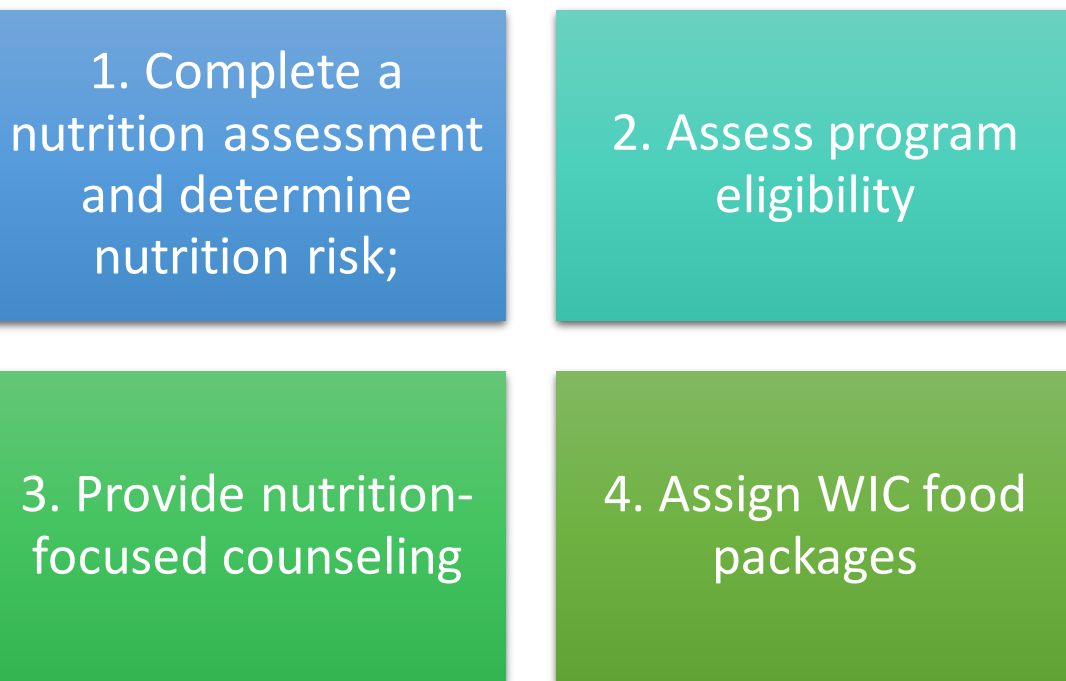 1. Complete a
nutrition assessment
and determine
nutrition risk;
2. Assess program
eligibility
3. Provide nutrition-
focused counseling
4. Assign WIC food
packages